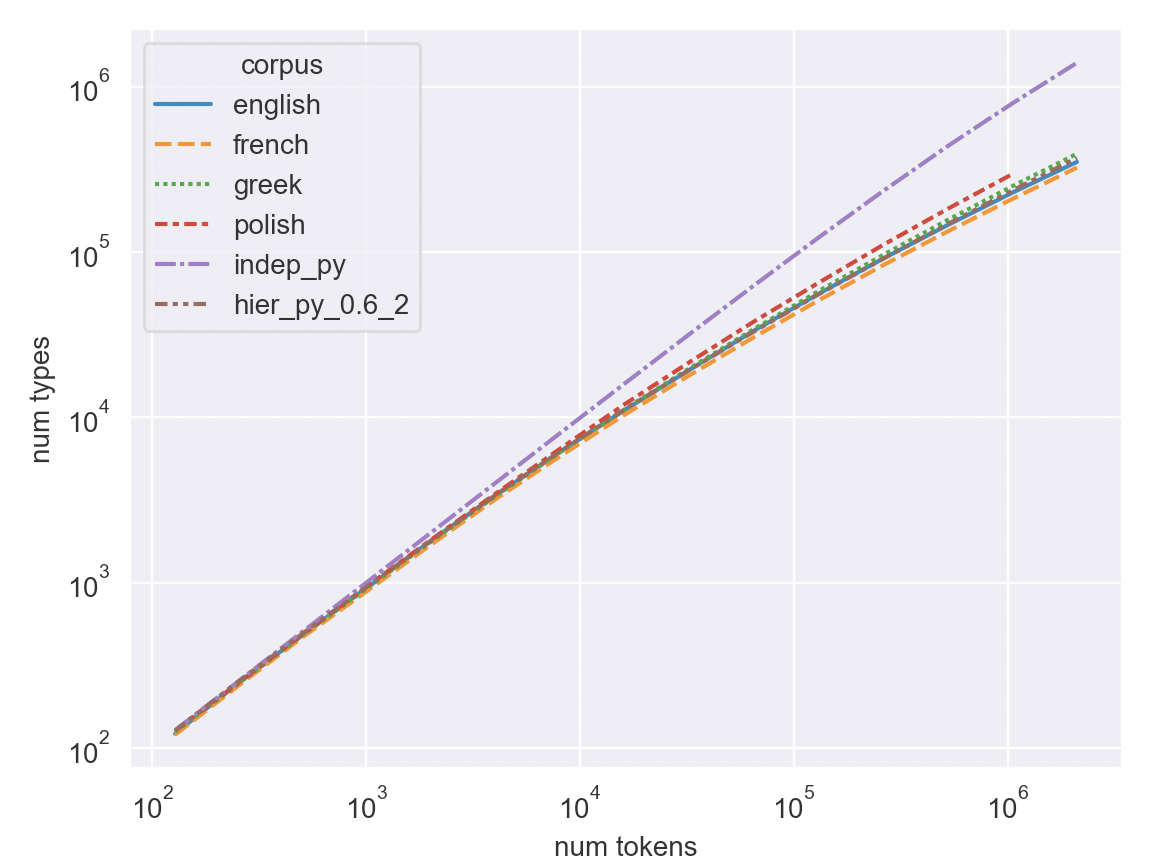 corpus
english
french
greek
polish
indep_py
hier_py_0.6_2
num types
10^6
10^5
10^4
10^3
10^2
10^2 10^3 10^4 10^5 10^6
num tokens